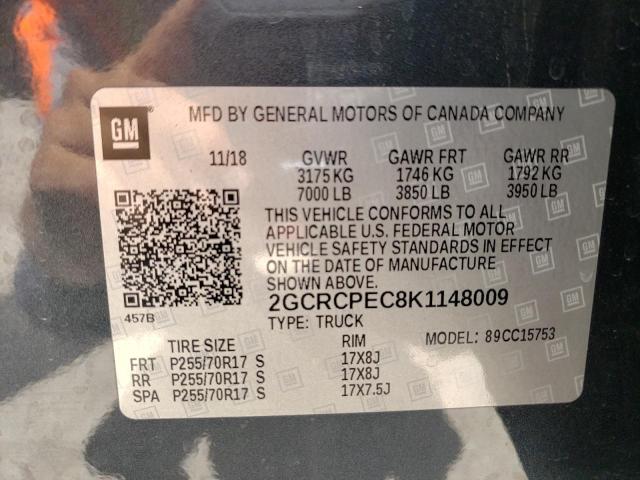 GM
MFD BY GENERAL MOTORS OF CANADA COMPANY
11/18 GVWR GAWR FRT GAWR RR
3175 KG 1746 KG 1792 KG
7000 LB 3850 LB 3950 LB
THIS VEHICLE CONFORMS TO ALL
APPLICABLE U.S. FEDERAL MOTOR
VEHICLE SAFETY STANDARDS IN EFFECT
ON THE DATE OF MANUFACTURE
SHOWN ABOVE.
2GCRCPEC8K1148009
457B
TYPE: TRUCK
MODEL: 89CC15753
TIRE SIZE RIM
FRT P255/70R17 S 17X8J
RR P255/70R17 S 17X8J
SPA P255/70R17 S 17X7.5J